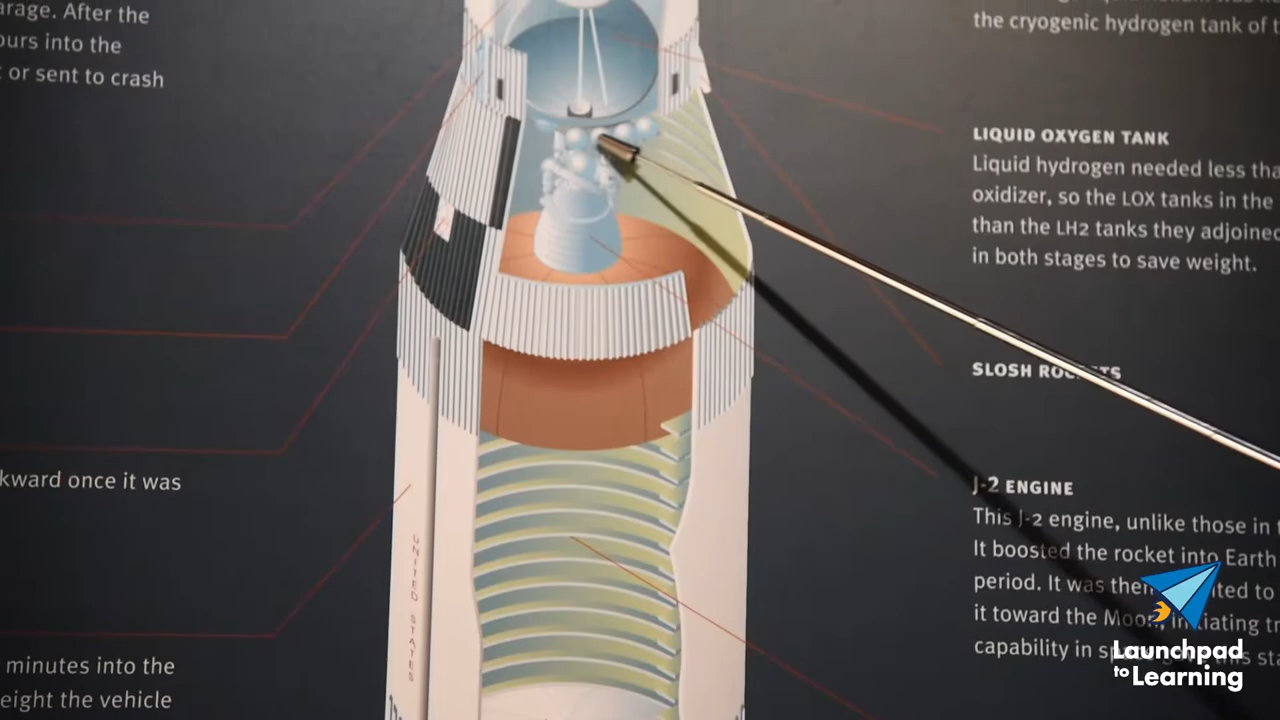 After the
ours into the
or sent to crash
kward once it was
minutes into the
eight the vehicle
UNITED STATES
the cryogenic hydrogen tank of
LIQUID OXYGEN TANK
Liquid hydrogen needed less
oxidizer, so the LOX tanks in the
than the LH2 tanks they adjoined
in both stages to save weight.
SLOSH
J-2 ENGINE
This J-2 engine, unlike those in
It boosted the rocket into Earth
period. It was then
it toward the Moon,
capability in
Launchpad
to Learning